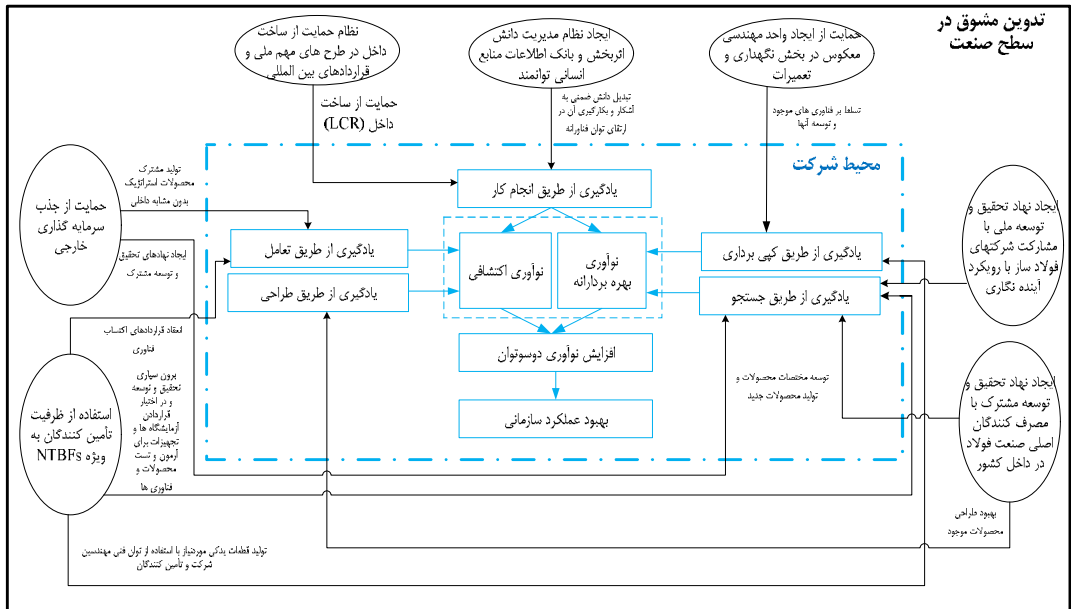 تدوین مشوق در
سطح صنعت
حمایت از ایجاد واحد مهندسی
معکوس در بخش نگهداری و
تعمیرات
ایجاد نظام مدیریت دانش
اثربخش و بانک اطلاعات منابع
انسانی توانمند
نظام حمایت از ساخت
داخل در طرح های مهم ملی و
قراردادهای بین المللی
تسلط بر فناوری های موجود
و توسعه آنها
تبدیل دانش ضمنی به
آشکار و بکارگیری آن در
ارتقای توان فناورانه
حمایت از ساخت
داخل (LCR)
محیط شرکت
یادگیری از طریق انجام کار
ایجاد نهاد تحقیق و
توسعه ملی با
مشارکت شرکتهای
فولاد ساز با رویکرد
آینده نگاری
تولید مشترک
محصولات استراتژیک
بدون مشابه داخلی
حمایت از جذب
سرمایه گذاری
خارجی
ایجاد نهادهای تحقیق
و توسعه مشترک
یادگیری از طریق کپی برداری
یادگیری از طریق جستجو
نوآوری
بهره بردارانه
نوآوری اکتشافی
یادگیری از طریق تعامل
یادگیری از طریق طراحی
افزایش نوآوری دوسوتوان
بهبود عملکرد سازمانی
توسعه مختصات محصولات و
تولید محصولات جدید
ایجاد نهاد تحقیق و
توسعه مشترک با
مصرف کنندگان
اصلی صنعت فولاد
در داخل کشور
انعقاد قراردادهای اکتساب
فناوری
برون سپاری
تحقیق و توسعه
و در اختیار
قراردادن
آزمایشگاه ها و
تجهیزات برای
آزمون و تست
محصولات و
فناوری ها
استفاده از ظرفیت
تأمین کنندگان به
ویژه NTBFs
بهبود طراحی
محصولات موجود
تولید قطعات یدکی موردنیاز با استفاده از توان فنی مهندسین
شرکت و تأمین کنندگان